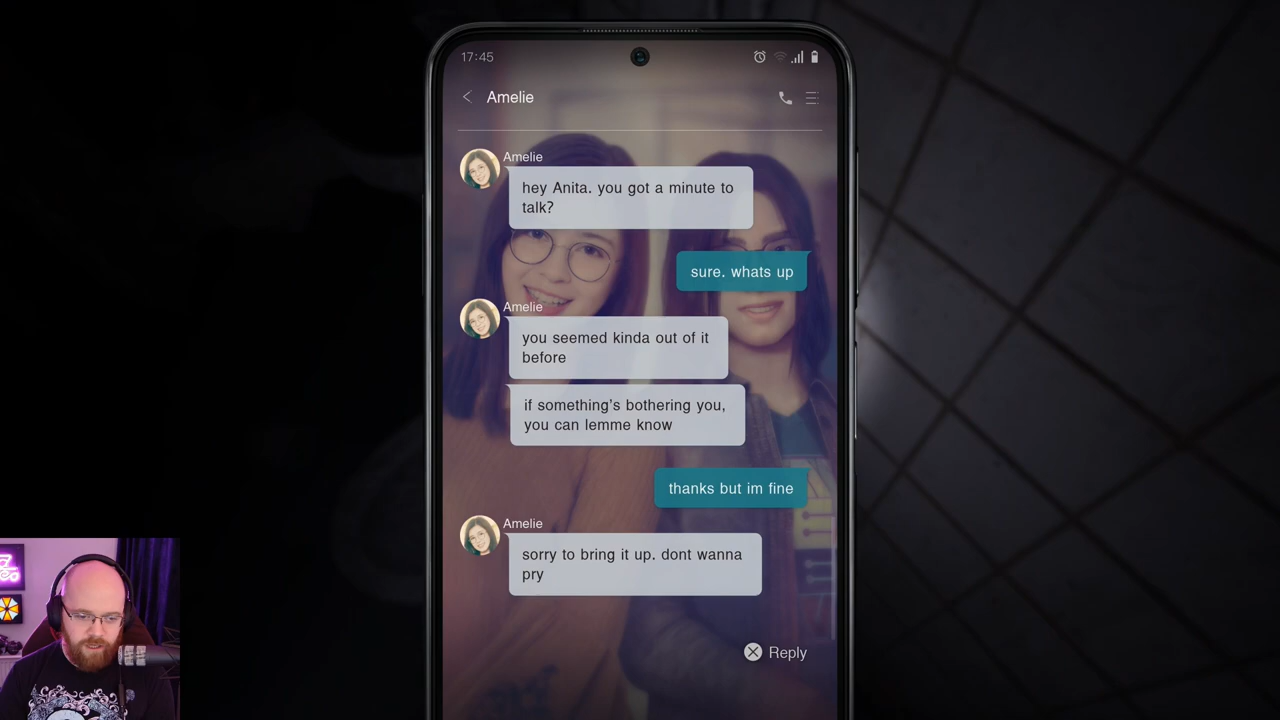 17:45
Amelie
Amelie
hey Anita. you got a minute to
talk?
sure. whats up
Amelie
you seemed kinda out of it
before
if something's bothering you,
you can lemme know
thanks but im fine
Amelie
sorry to bring it up. dont wanna
pry
Reply